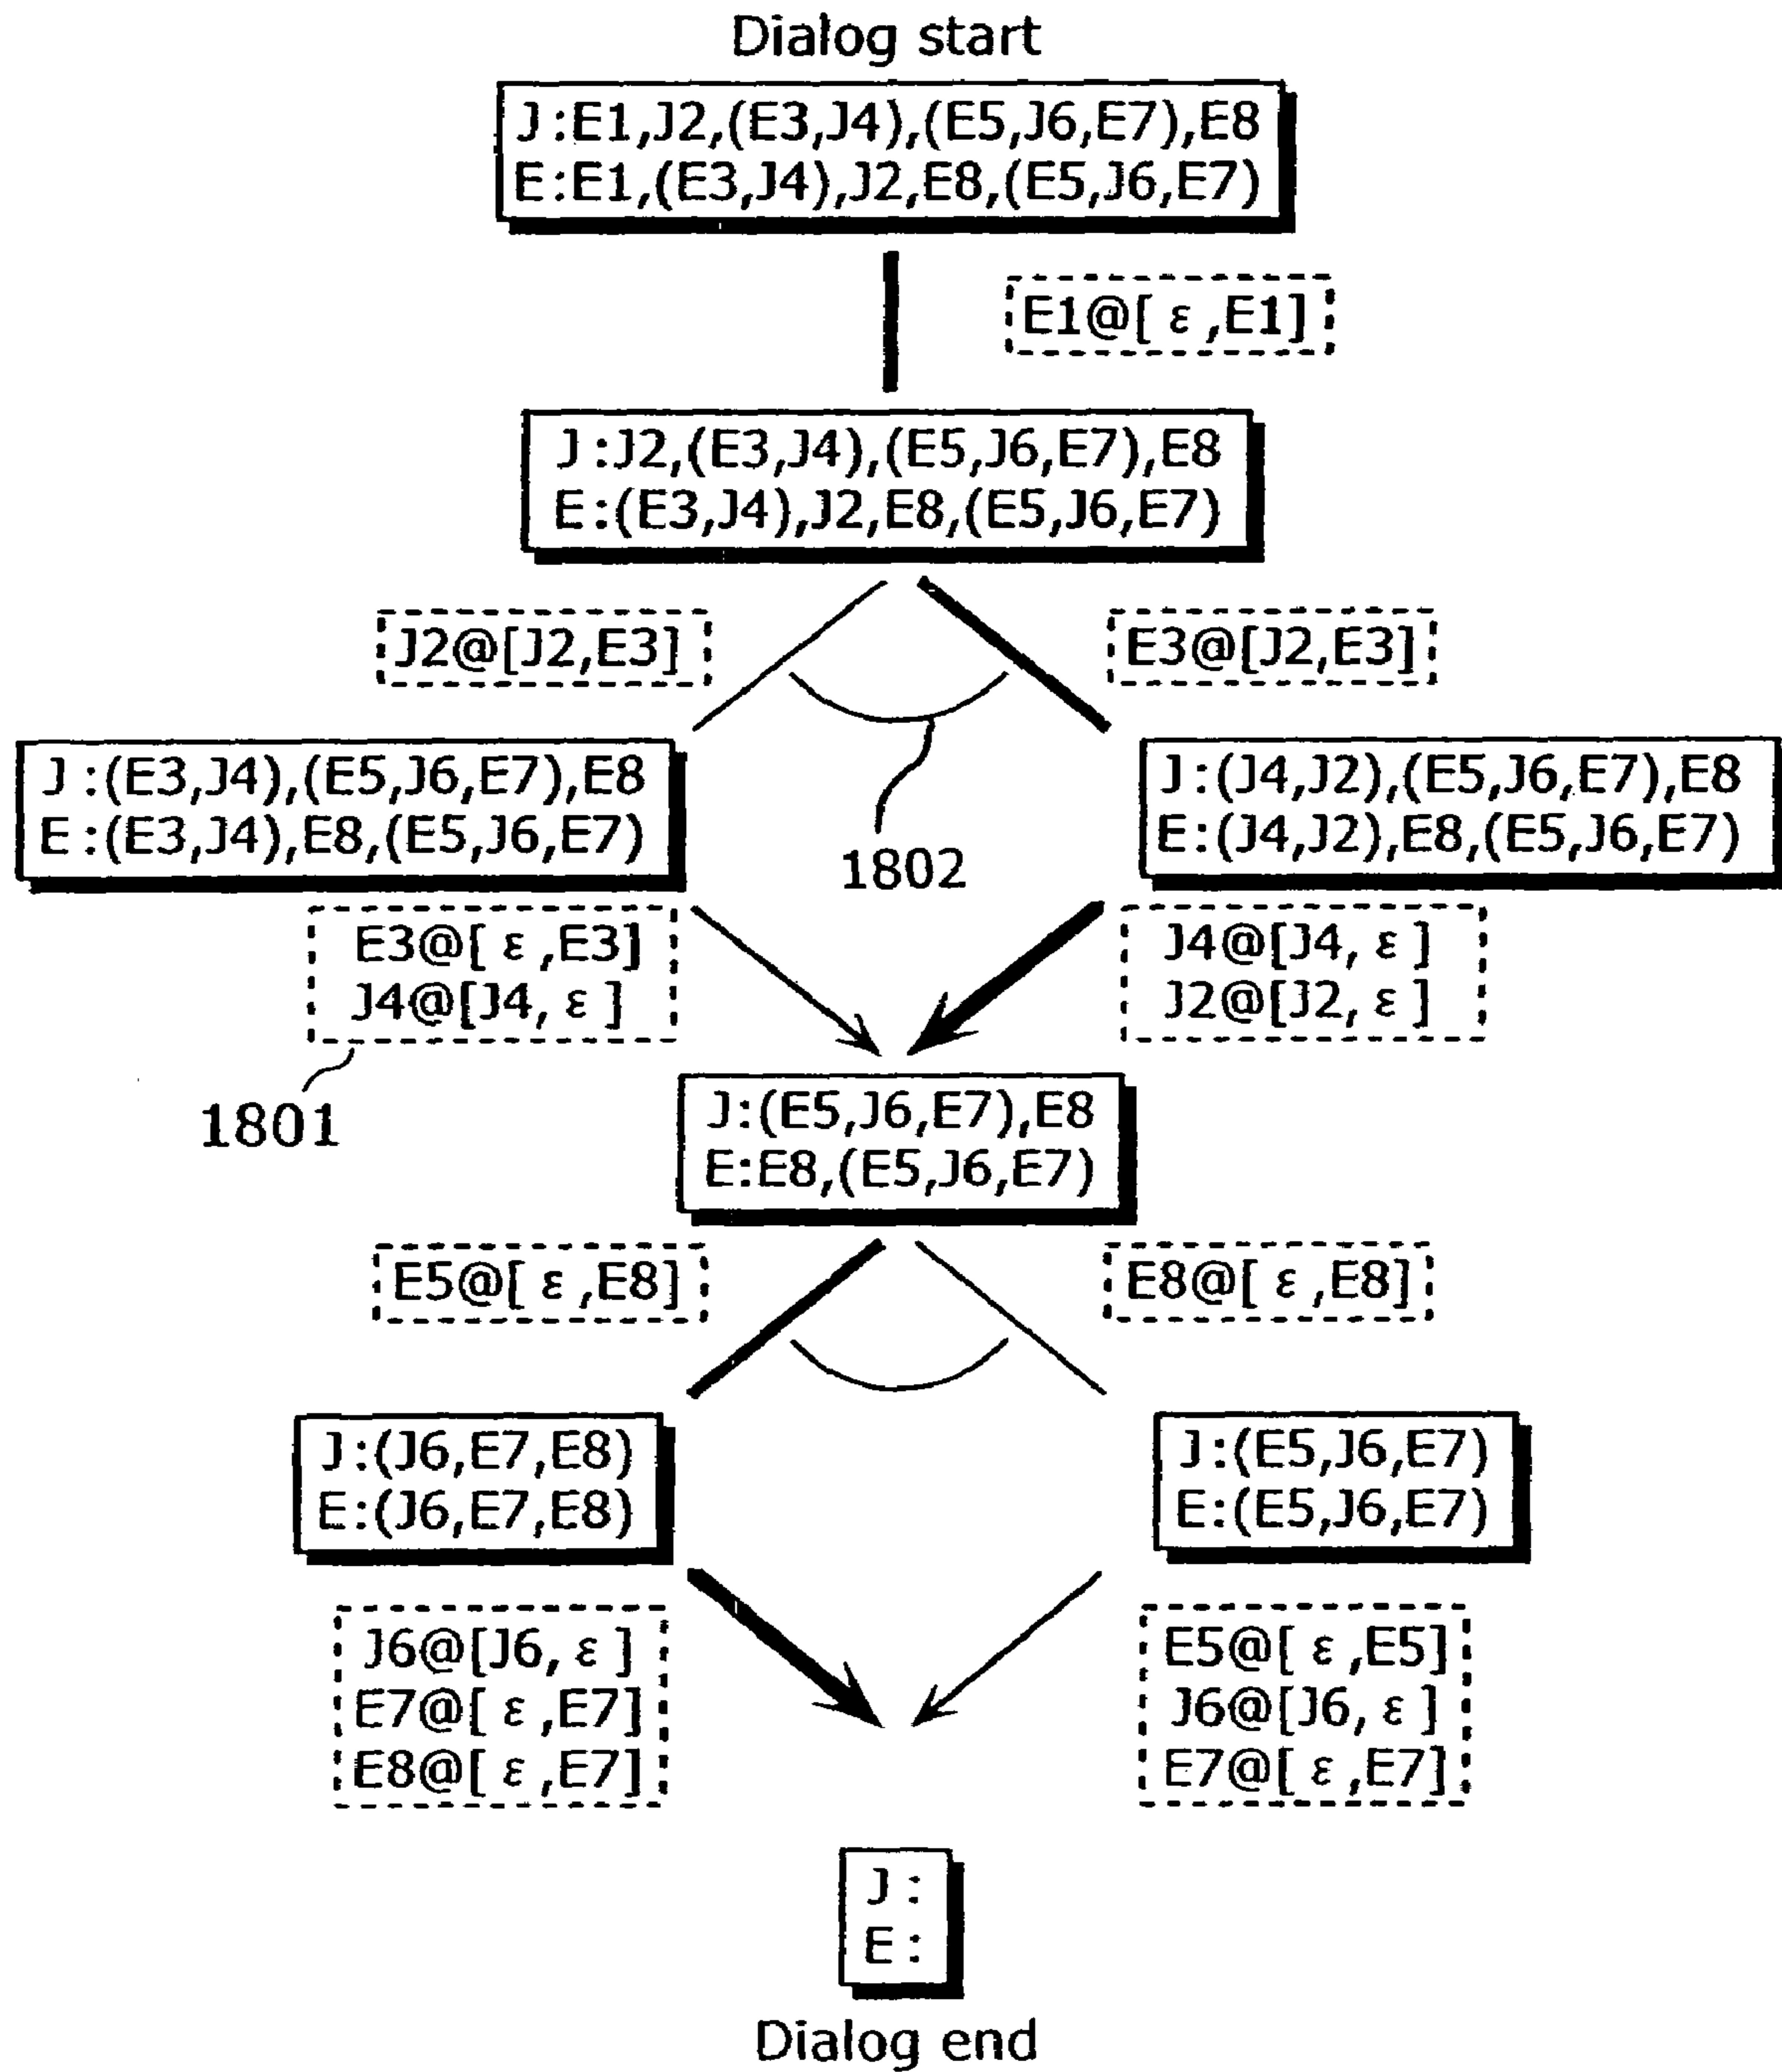 Dialog start
J:E1,J2,(E3,J4),(E5,J6,E7),E8
E:E1,(E3,J4),J2,E8,(E5,J6,E7)
E1@[ε,E1]
J:J2,(E3,J4),(E5,J6,E7),E8
E:(E3,J4),J2,E8,(E5,J6,E7)
J2@[J2,E3]
E3@[J2,E3]
J:(E3,J4),(E5,J6,E7),E8
E:(E3,J4),E8,(E5,J6,E7)
1802
J:(J4,J2),(E5,J6,E7),E8
E:(J4,J2),E8,(E5,J6,E7)
E3@[ε,E3]
J4@[J4,ε]
1801
J4@[J4,ε]
J2@[J2,ε]
J:(E5,J6,E7),E8
E:E8,(E5,J6,E7)
E5@[ε,E8]
E8@[ε,E8]
J:(J6,E7,E8)
E:(J6,E7,E8)
J:(E5,J6,E7)
E:(E5,J6,E7)
J6@[J6,ε]
E7@[ε,E7]
E8@[ε,E7]
E5@[ε,E5]
J6@[J6,ε]
E7@[ε,E7]
J:
E:
Dialog end